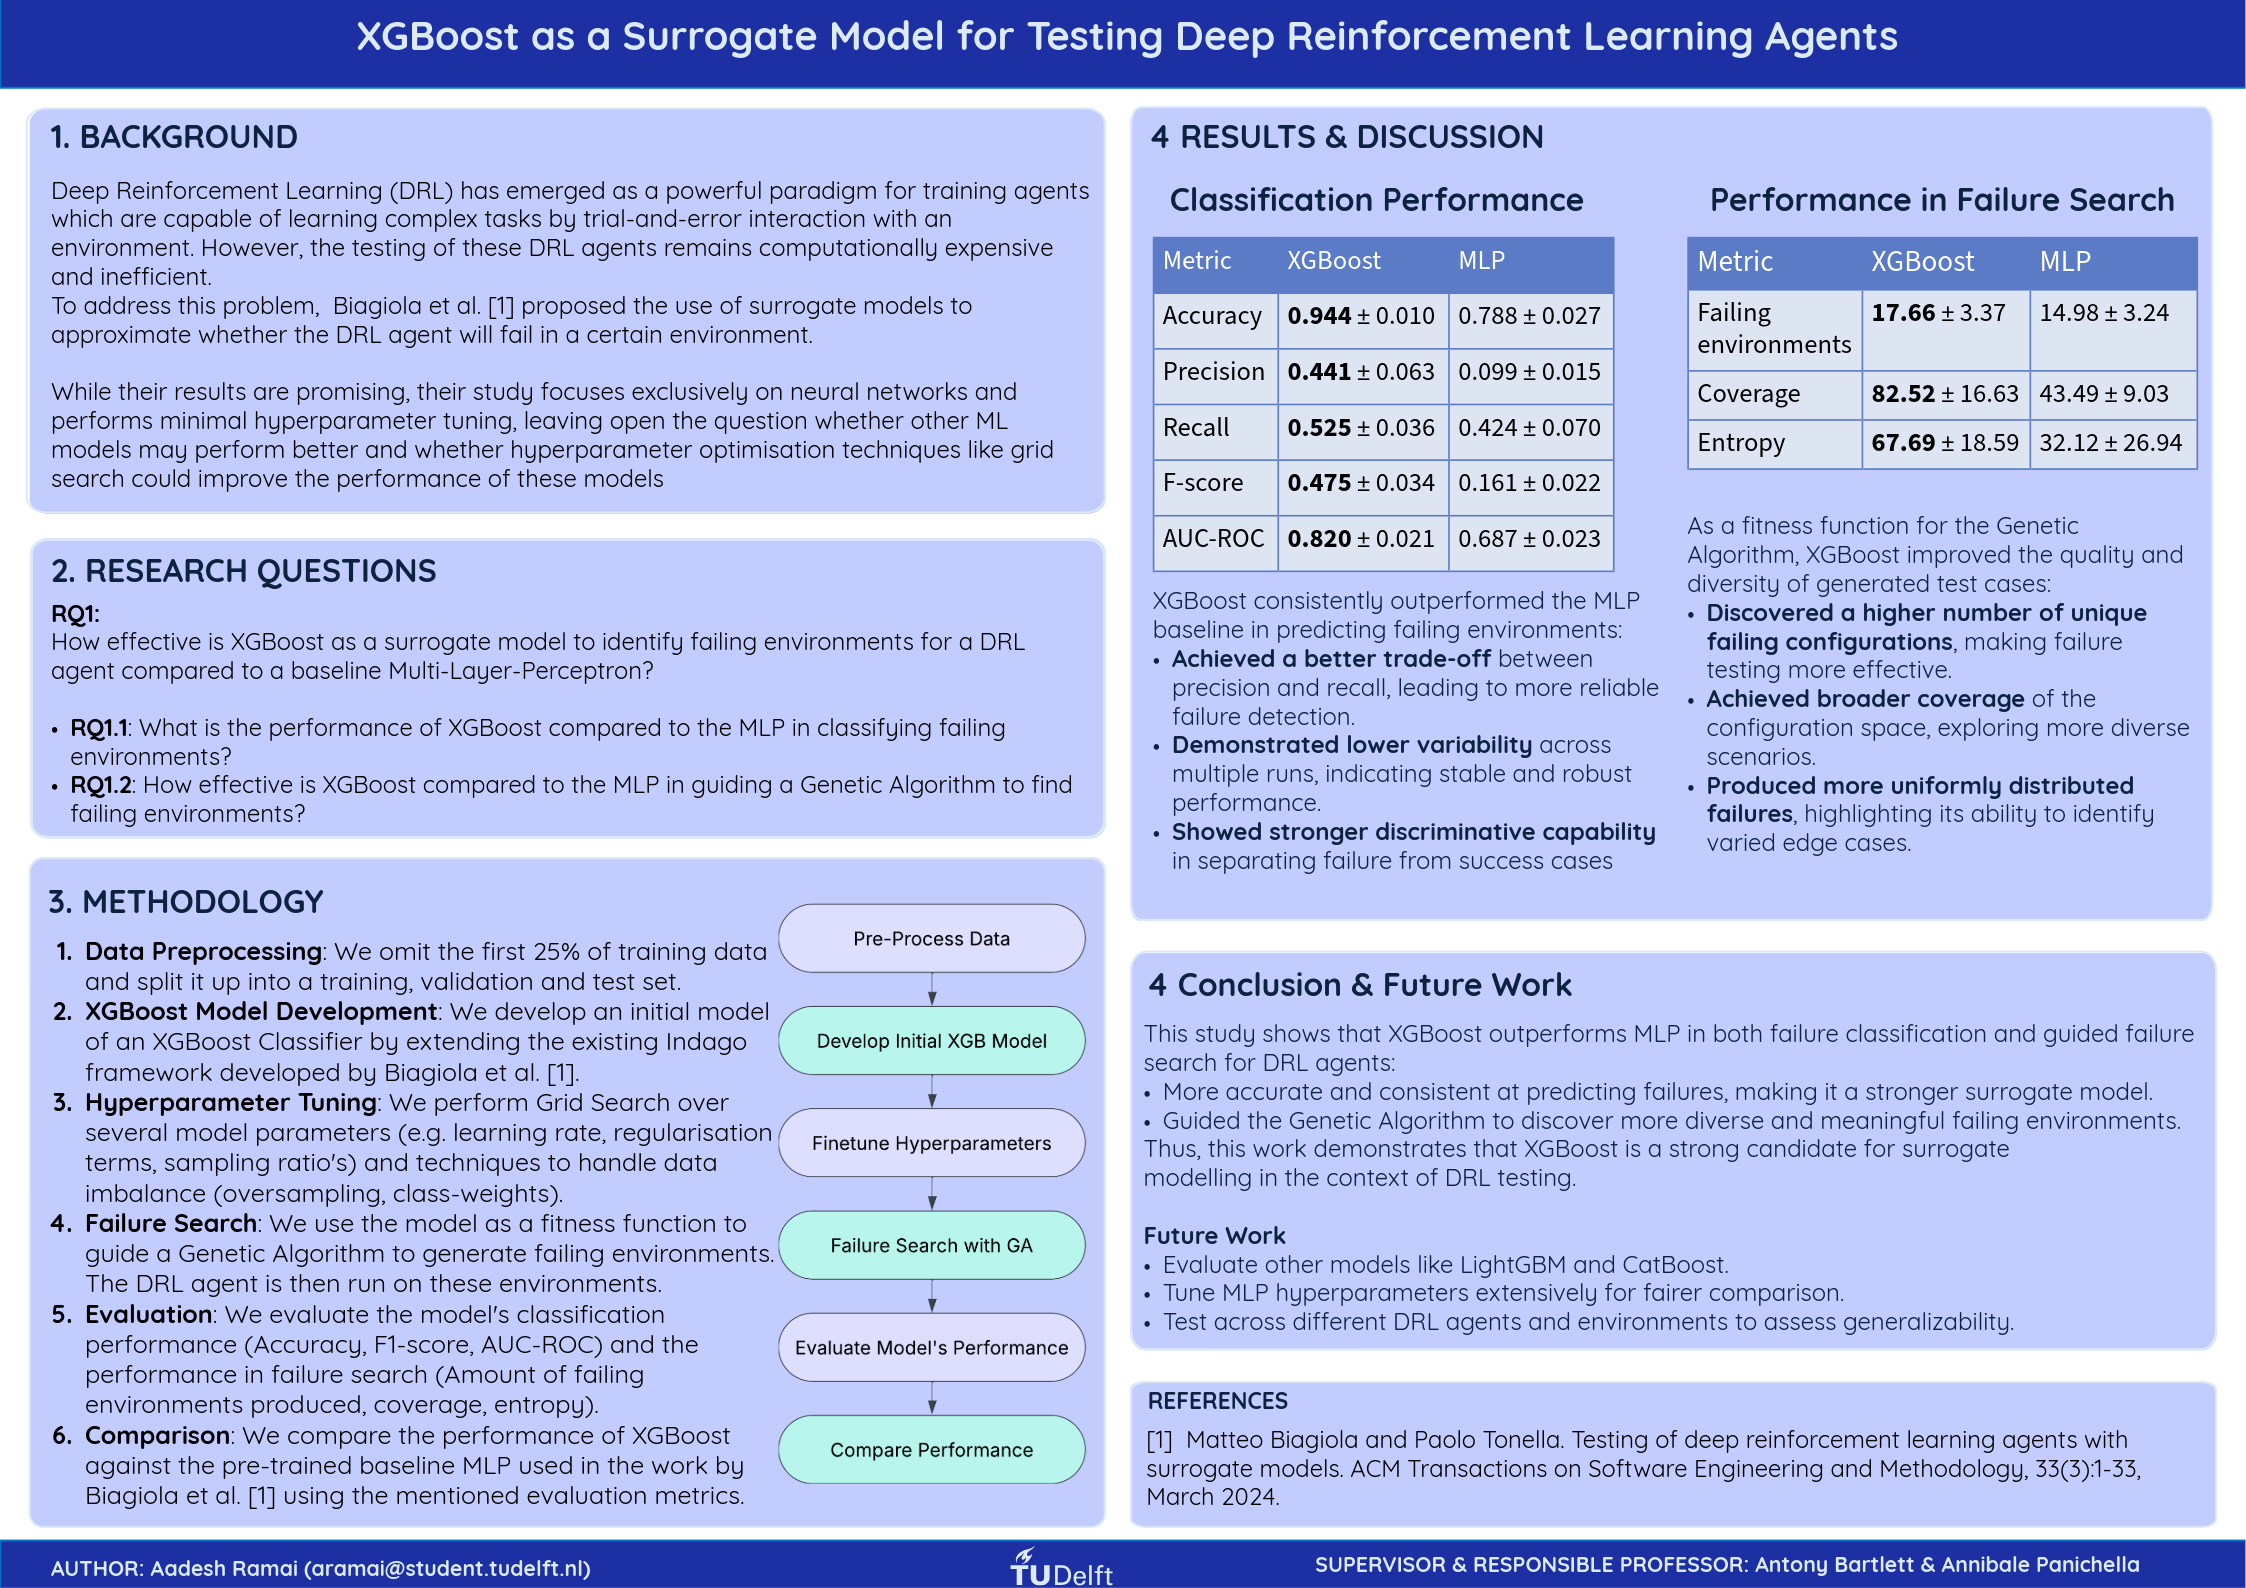 XGBoost as a Surrogate Model for Testing Deep Reinforcement Learning Agents
1. BACKGROUND
Deep Reinforcement Learning (DRL) has emerged as a powerful paradigm for training agents
which are capable of learning complex tasks by trial-and-error interaction with an
environment. However, the testing of these DRL agents remains computationally expensive
and inefficient.
To address this problem,  Biagiola et al. [1] proposed the use of surrogate models to
approximate whether the DRL agent will fail in a certain environment.
While their results are promising, their study focuses exclusively on neural networks and
performs minimal hyperparameter tuning, leaving open the question whether other ML
models may perform better and whether hyperparameter optimisation techniques like grid
search could improve the performance of these models
2. RESEARCH QUESTIONS
RQ1:
How effective is XGBoost as a surrogate model to identify failing environments for a DRL
agent compared to a baseline Multi-Layer-Perceptron?
• RQ1.1: What is the performance of XGBoost compared to the MLP in classifying failing
environments?
• RQ1.2: How effective is XGBoost compared to the MLP in guiding a Genetic Algorithm to find
failing environments?
3. METHODOLOGY
1. Data Preprocessing: We omit the first 25% of training data
and split it up into a training, validation and test set.
2. XGBoost Model Development: We develop an initial model
of an XGBoost Classifier by extending the existing Indago
framework developed by Biagiola et al. [1].
3. Hyperparameter Tuning: We perform Grid Search over
several model parameters (e.g. learning rate, regularisation
terms, sampling ratio's) and techniques to handle data
imbalance (oversampling, class-weights).
4. Failure Search: We use the model as a fitness function to
guide a Genetic Algorithm to generate failing environments.
The DRL agent is then run on these environments.
5. Evaluation: We evaluate the model's classification
performance (Accuracy, F1-score, AUC-ROC) and the
performance in failure search (Amount of failing
environments produced, coverage, entropy).
6. Comparison: We compare the performance of XGBoost
against the pre-trained baseline MLP used in the work by
Biagiola et al. [1] using the mentioned evaluation metrics.
Pre-Process Data
Develop Initial XGB Model
Finetune Hyperparameters
Failure Search with GA
Evaluate Model's Performance
Compare Performance
4 RESULTS & DISCUSSION
Classification Performance
Metric XGBoost MLP
Accuracy 0.944 ± 0.010 0.788 ± 0.027
Precision 0.441 ± 0.063 0.099 ± 0.015
Recall 0.525 ± 0.036 0.424 ± 0.070
F-score 0.475 ± 0.034 0.161 ± 0.022
AUC-ROC 0.820 ± 0.021 0.687 ± 0.023
XGBoost consistently outperformed the MLP
baseline in predicting failing environments:
• Achieved a better trade-off between
precision and recall, leading to more reliable
failure detection.
• Demonstrated lower variability across
multiple runs, indicating stable and robust
performance.
• Showed stronger discriminative capability
in separating failure from success cases
Performance in Failure Search
Metric XGBoost MLP
Failing
environments 17.66 ± 3.37 14.98 ± 3.24
Coverage 82.52 ± 16.63 43.49 ± 9.03
Entropy 67.69 ± 18.59 32.12 ± 26.94
As a fitness function for the Genetic
Algorithm, XGBoost improved the quality and
diversity of generated test cases:
• Discovered a higher number of unique
failing configurations, making failure
testing more effective.
• Achieved broader coverage of the
configuration space, exploring more diverse
scenarios.
• Produced more uniformly distributed
failures, highlighting its ability to identify
varied edge cases.
4 Conclusion & Future Work
This study shows that XGBoost outperforms MLP in both failure classification and guided failure
search for DRL agents:
• More accurate and consistent at predicting failures, making it a stronger surrogate model.
• Guided the Genetic Algorithm to discover more diverse and meaningful failing environments.
Thus, this work demonstrates that XGBoost is a strong candidate for surrogate
modelling in the context of DRL testing.
Future Work
• Evaluate other models like LightGBM and CatBoost.
• Tune MLP hyperparameters extensively for fairer comparison.
• Test across different DRL agents and environments to assess generalizability.
REFERENCES
[1]  Matteo Biagiola and Paolo Tonella. Testing of deep reinforcement learning agents with
surrogate models. ACM Transactions on Software Engineering and Methodology, 33(3):1-33,
March 2024.
AUTHOR: Aadesh Ramai (aramai@student.tudelft.nl)
TUDelft
SUPERVISOR & RESPONSIBLE PROFESSOR: Antony Bartlett & Annibale Panichella